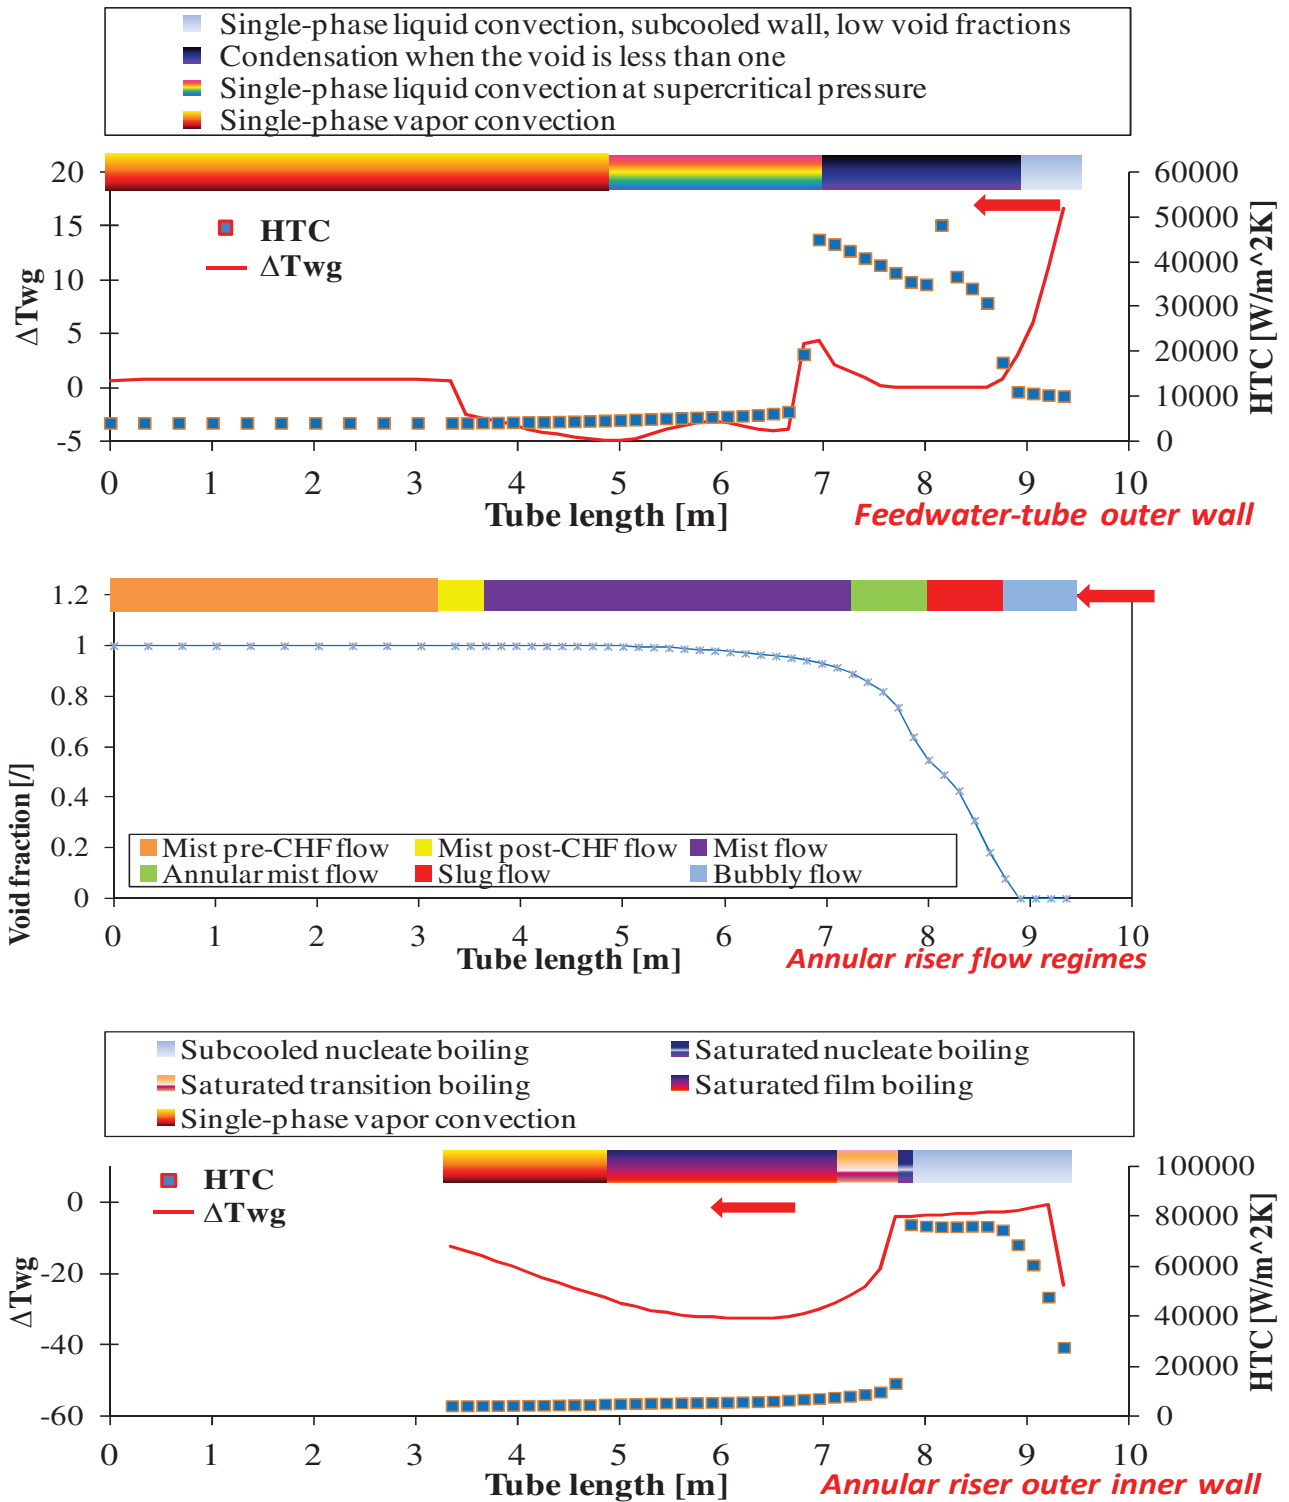 Single-phase liquid convection, subcooled wall, low void fractions
Condensation when the void is less than one
Single-phase liquid convection at supercritical pressure
Single-phase vapor convection
20
15
10
5
0
-5
ΔTwg
HTC
ΔTwg
60000
50000
40000
30000
20000
10000
0
HTC [W/m^2K]
0 1 2 3 4 5 6 7 8 9 10
Tube length [m]
Feedwater-tube outer wall
1.2
1
0.8
0.6
0.4
0.2
0
Void fraction [/]
Mist pre-CHF flow Mist post-CHF flow Mist flow
Annular mist flow Slug flow Bubbly flow
0 1 2 3 4 5 6 7 8 9 10
Tube length [m]
Annular riser flow regimes
Subcooled nucleate boiling Saturated nucleate boiling
Saturated transition boiling Saturated film boiling
Single-phase vapor convection
0
-20
-40
-60
ΔTwg
HTC
ΔTwg
100000
80000
60000
40000
20000
0
HTC [W/m^2K]
0 1 2 3 4 5 6 7 8 9 10
Tube length [m]
Annular riser outer inner wall